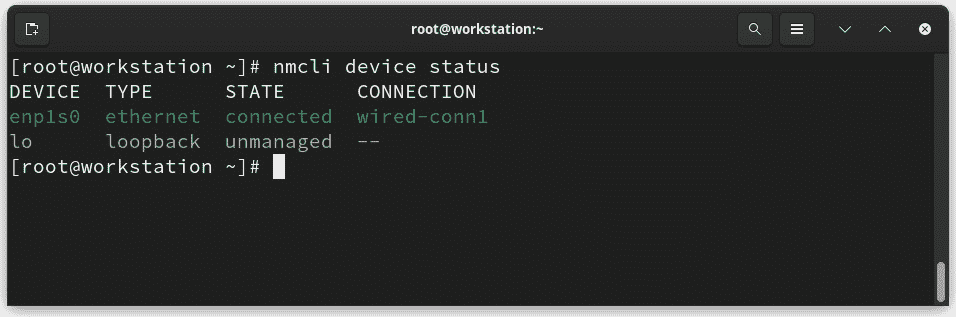 root@workstation:~
[root@workstation ~]# nmcli device status
DEVICE  TYPE      STATE      CONNECTION
enp1s0  ethernet  connected  wired-conn1
lo      loopback  unmanaged  --
[root@workstation ~]#